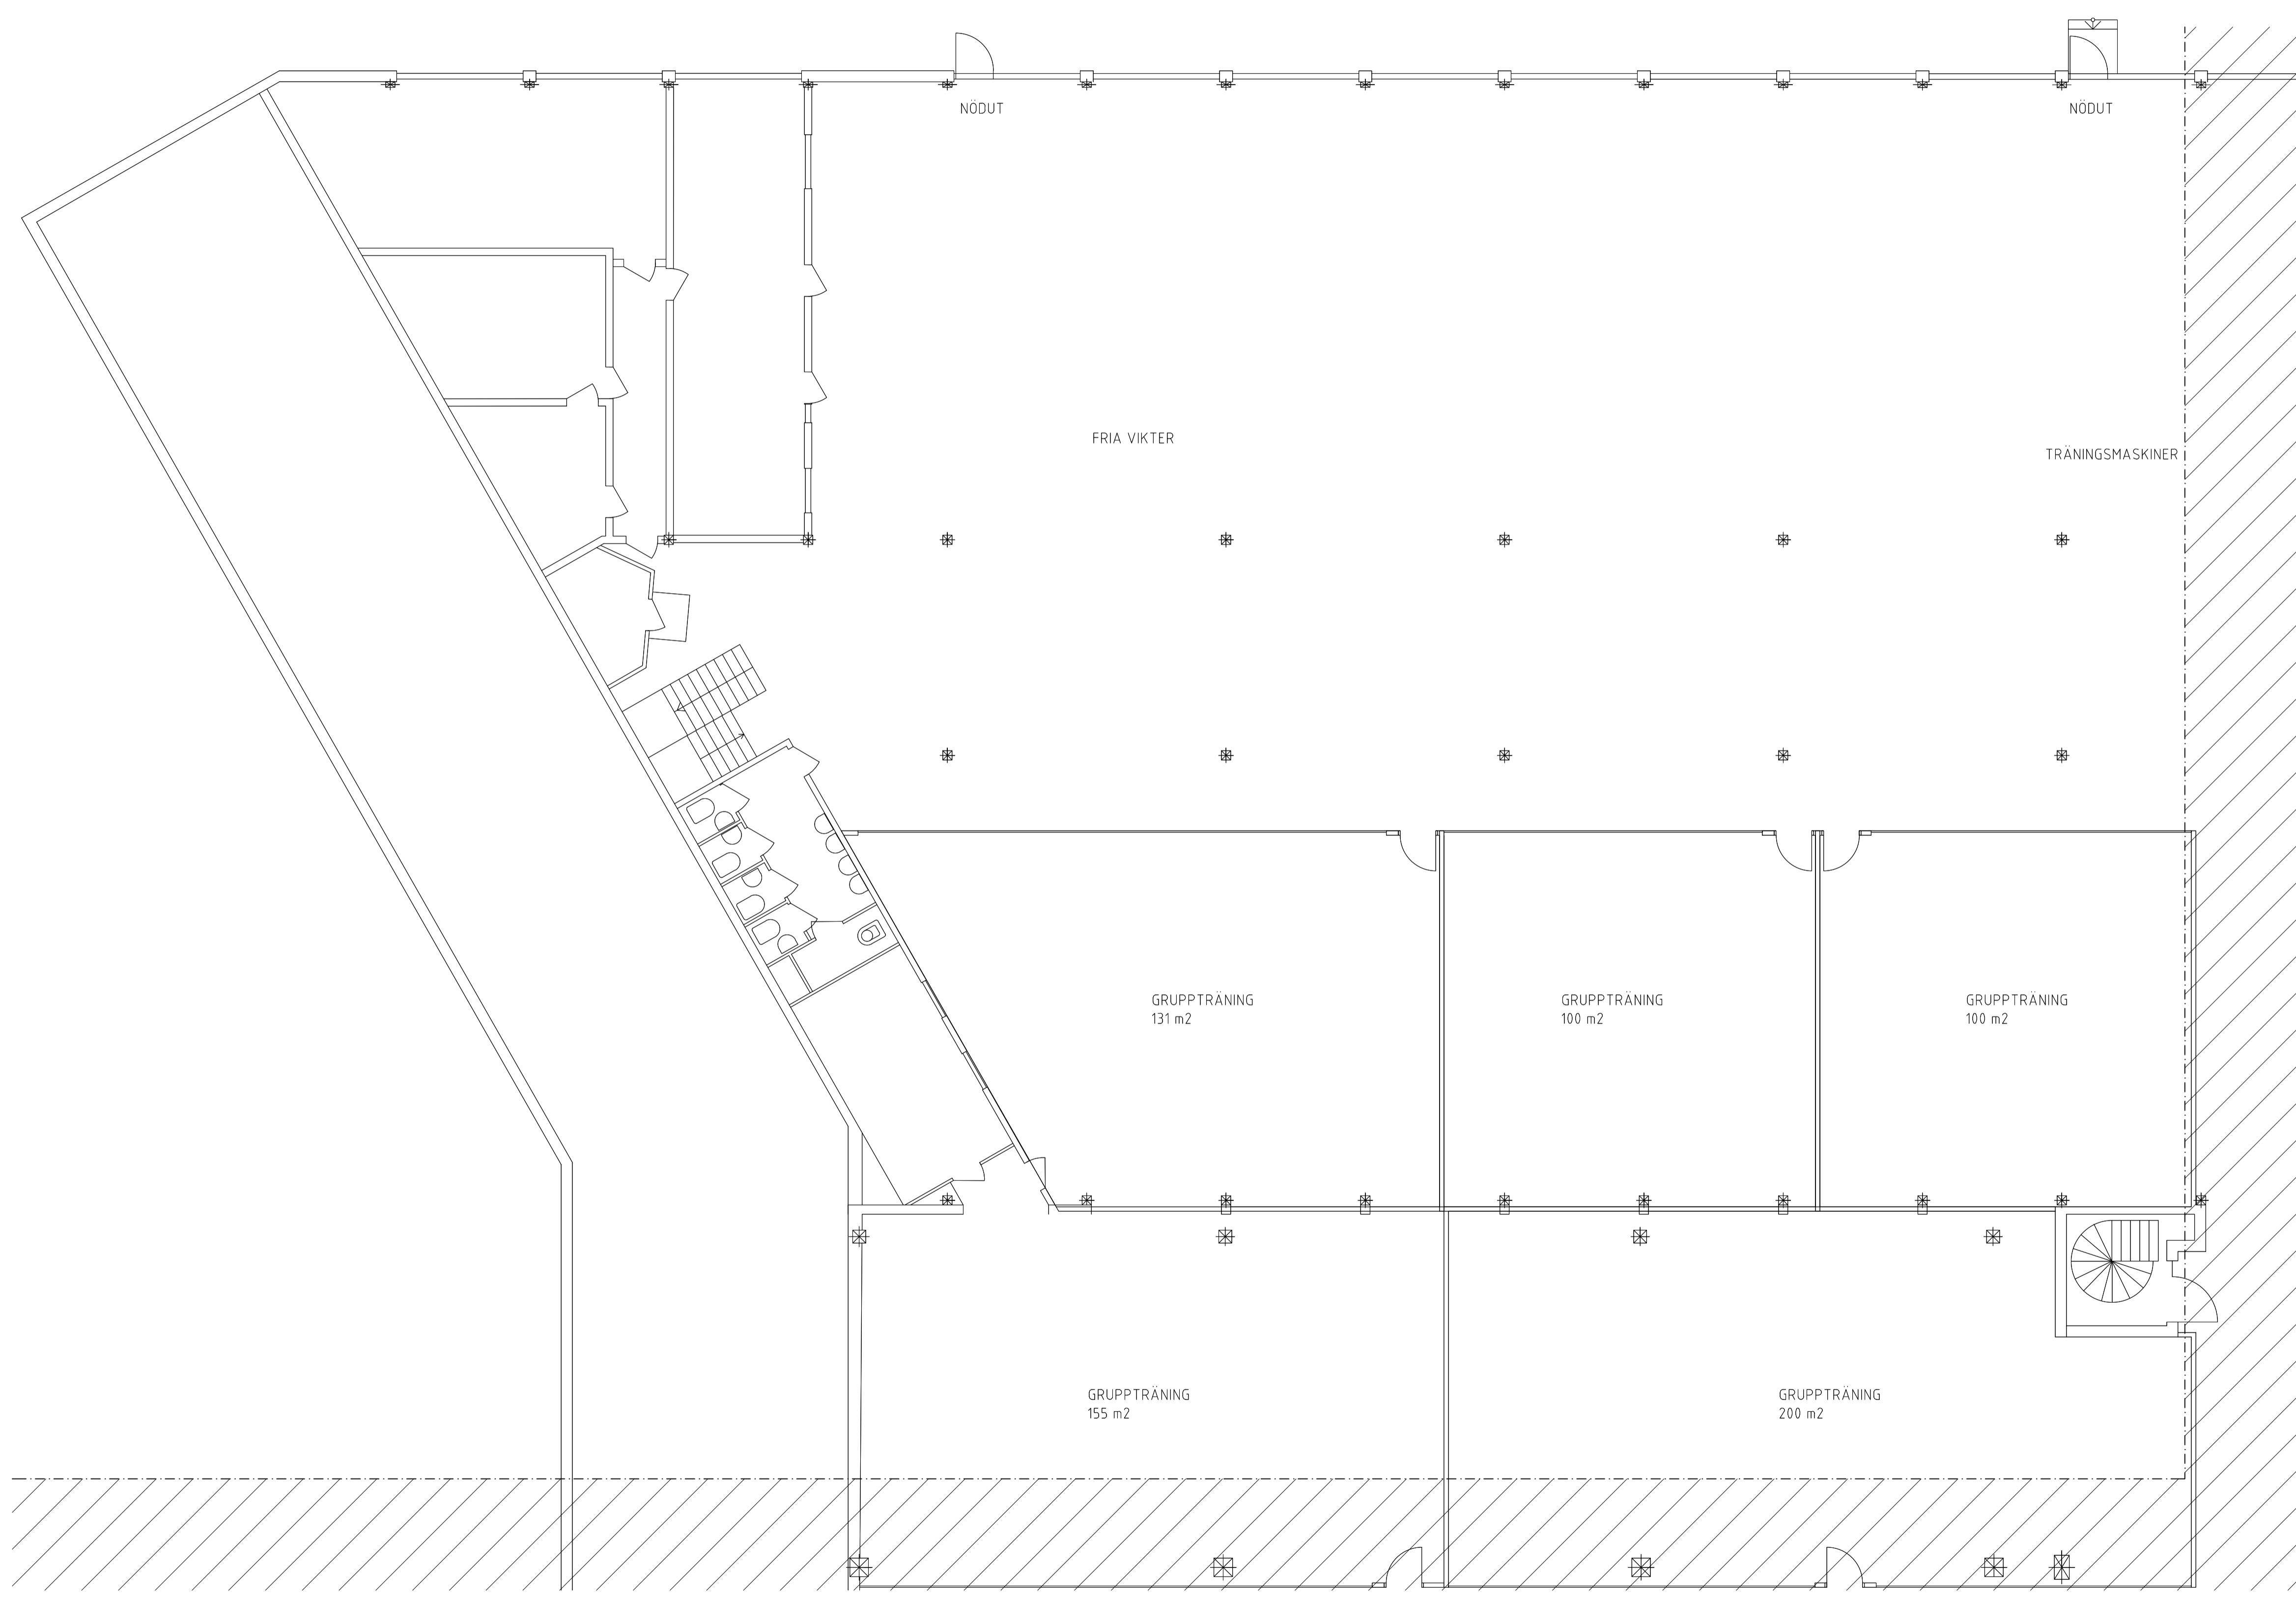 NÖDUT
NÖDUT
FRIA VIKTER
TRÄNINGSMASKINER
GRUPPTRÄNING
131 m2
GRUPPTRÄNING
100 m2
GRUPPTRÄNING
100 m2
GRUPPTRÄNING
155 m2
GRUPPTRÄNING
200 m2